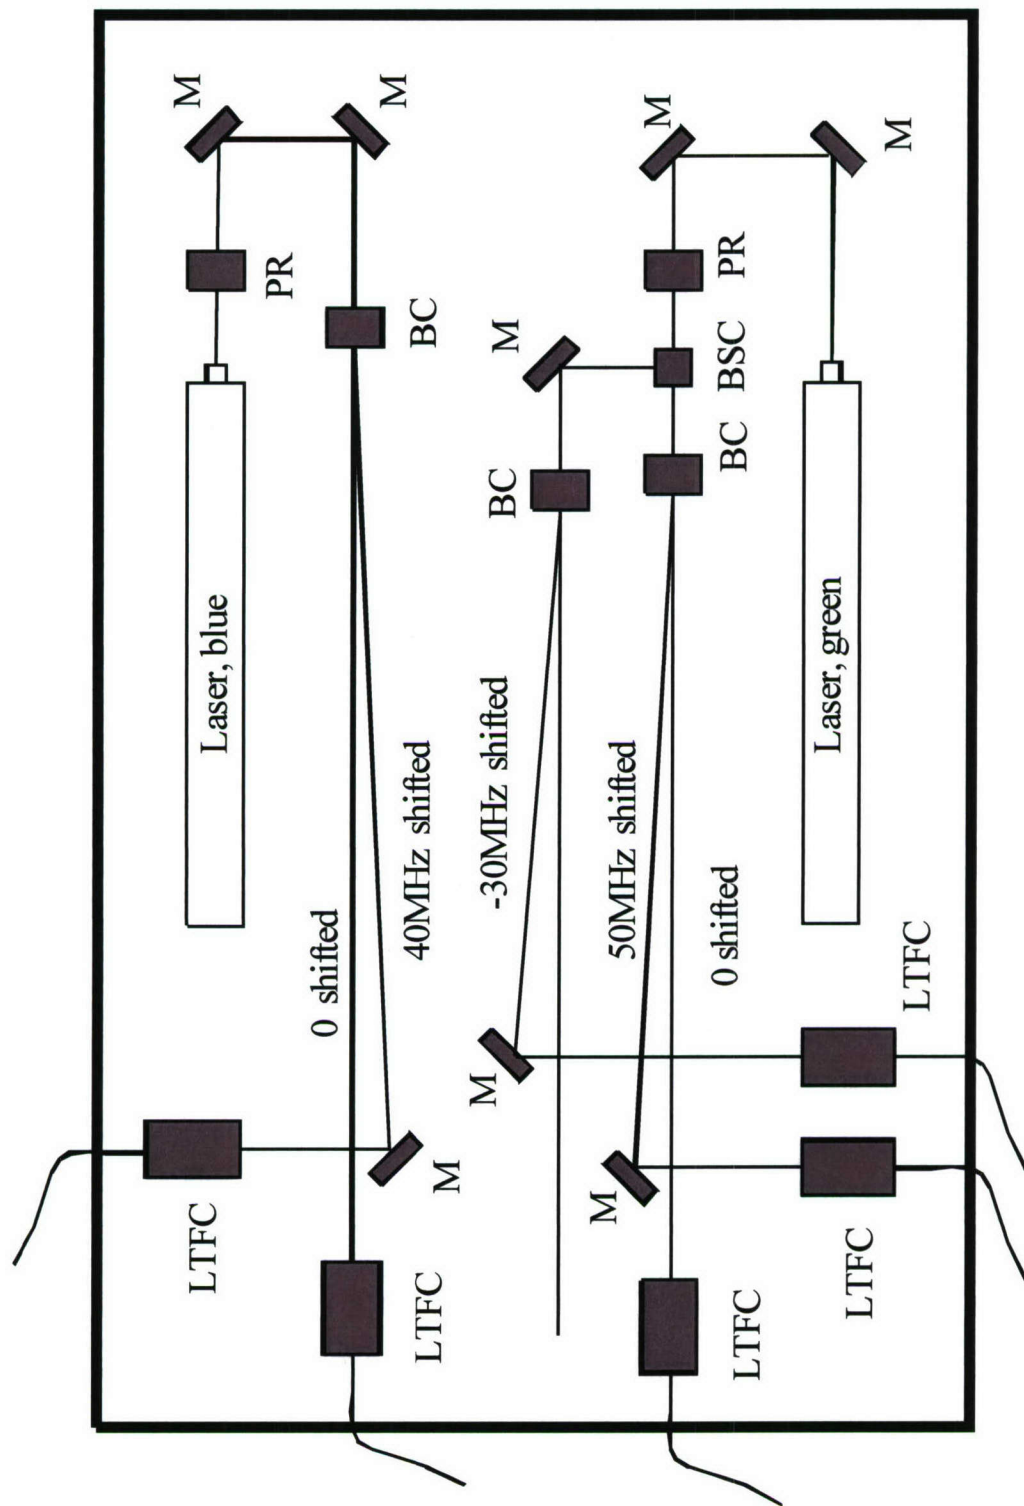 M
LTFC
Laser, blue
PR
0 shifted
M
LTFC
M
40MHz shifted
BC
M
-30MHz shifted
BC
M
M
50MHz shifted
M
LTFC
0 shifted
BC
BSC
PR
LTFC
Laser, green
M
LTFC